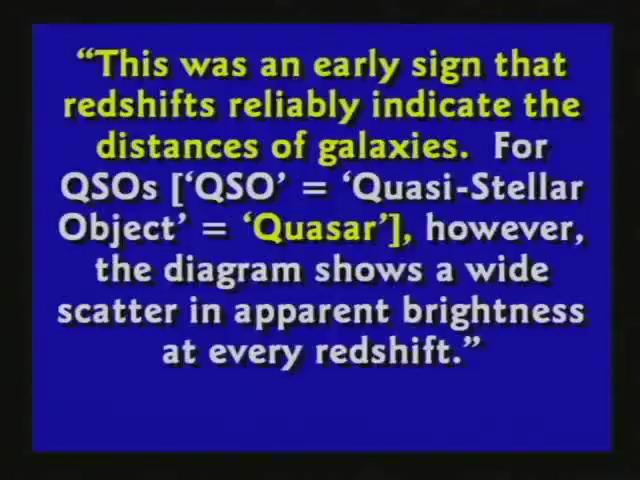 “This was an early sign that
redshifts reliably indicate the
distances of galaxies. For
QSOs [‘QSO’ = ‘Quasi-Stellar
Object’ = ‘Quasar’], however,
the diagram shows a wide
scatter in apparent brightness
at every redshift.”